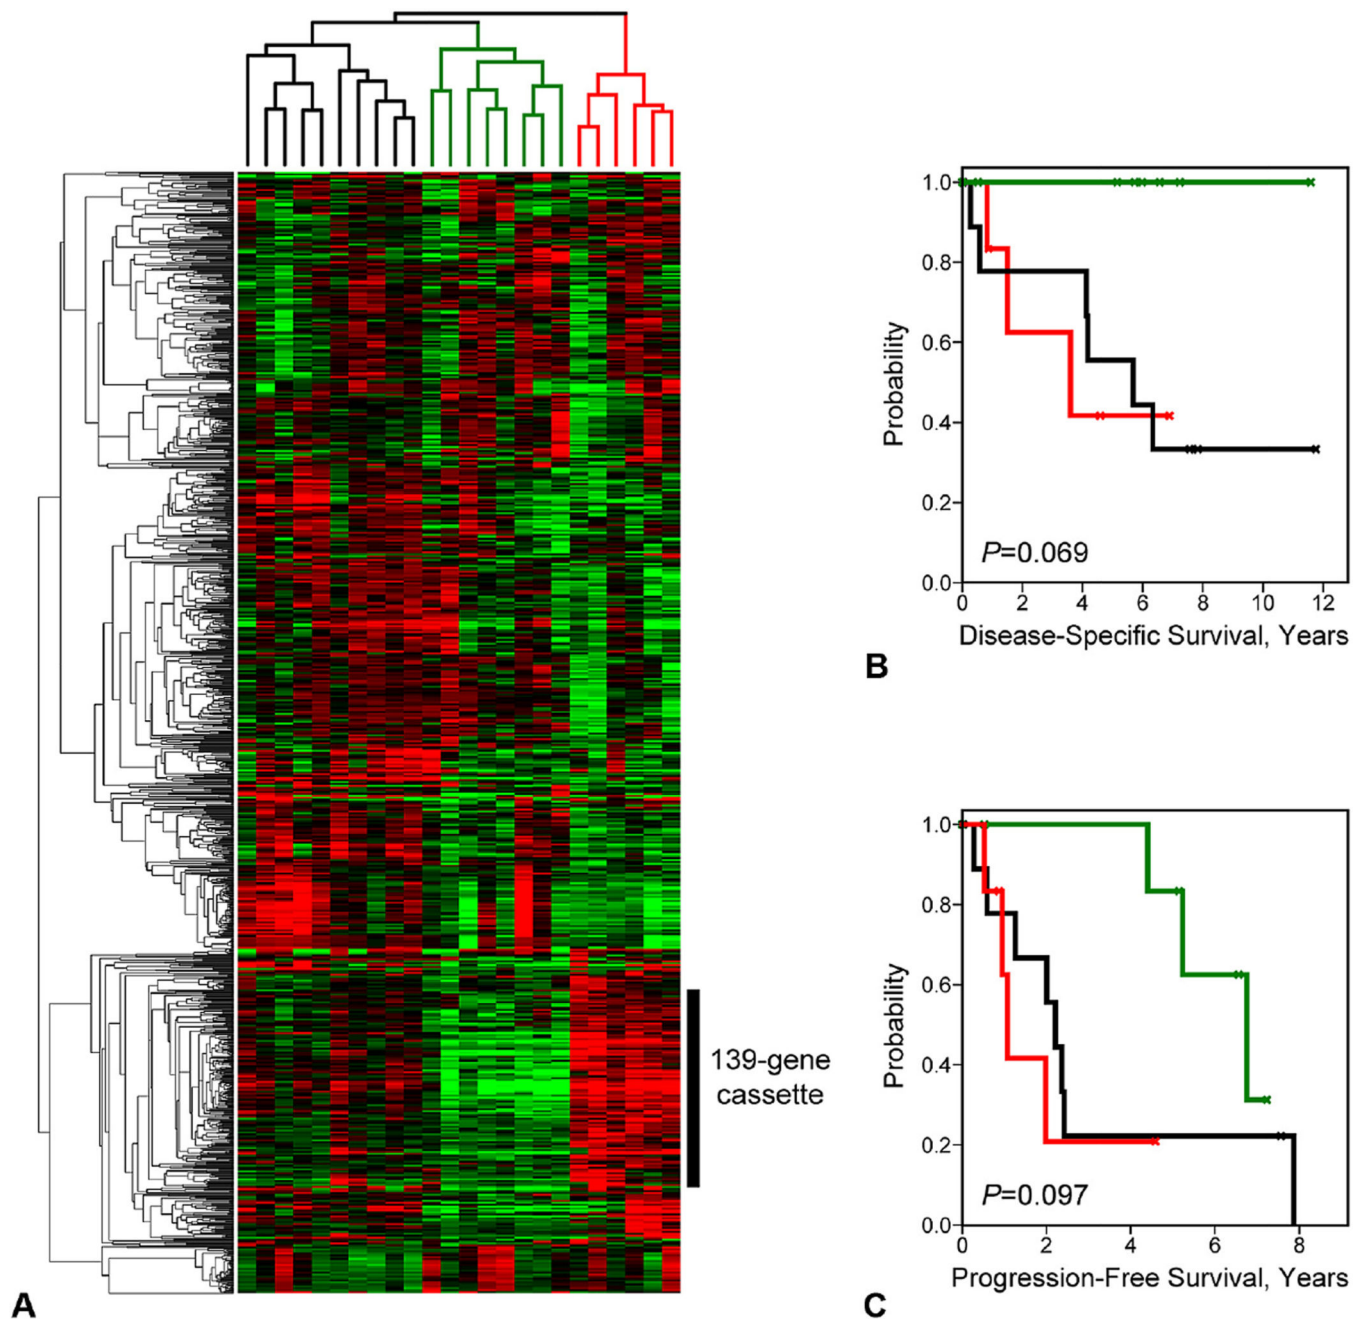 139-gene
cassette
A
1.0
0.8
0.6
0.4
0.2
0.0
Probability
P=0.069
0 2 4 6 8 10 12
Disease-Specific Survival, Years
B
1.0
0.8
0.6
0.4
0.2
0.0
Probability
P=0.097
0 2 4 6 8
Progression-Free Survival, Years
C